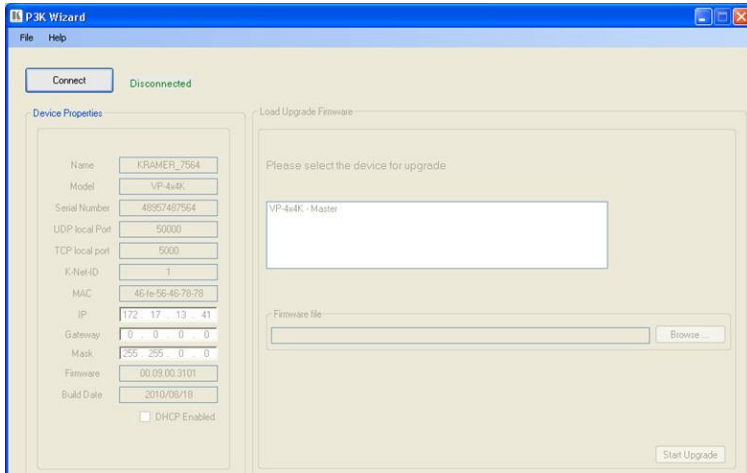 P3K Wizard
File Help
Connect
Disconnected
Device Properties
Name KRAMER_7564
Model VP-4x4K
Serial Number 48957487564
UDP local Port 50000
TCP local port 5000
K-Net-ID 1
MAC 46-fe-56-46-78-78
IP 172 . 17 . 13 . 41
Gateway 0 . 0 . 0 . 0
Mask 255 . 255 . 0 . 0
Firmware 00.09.00.3101
Build Date 2010/08/18
DHCP Enabled
Load Upgrade Firmware
Please select the device for upgrade
VP-4x4K - Master
Firmware file
Browse ...
Start Upgrade